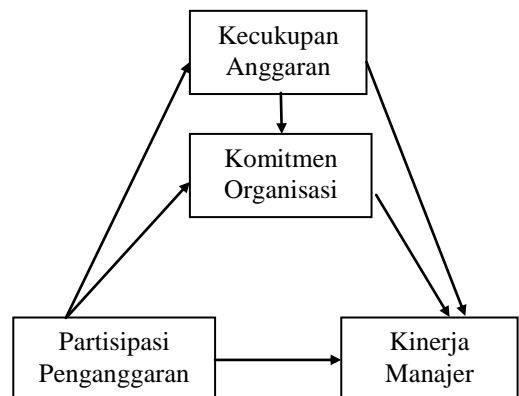 Kecukupan
Anggaran
Komitmen
Organisasi
Partisipasi
Penganggaran
Kinerja
Manajer